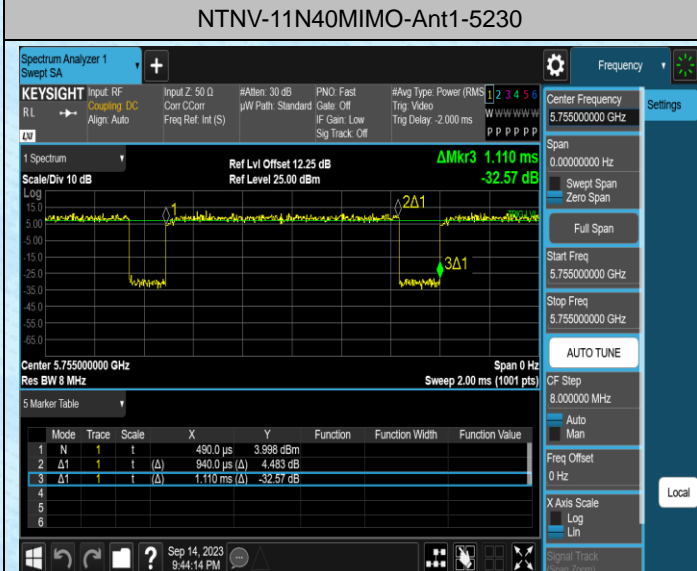 NTNV-11N40MIMO-Ant1-5230
Spectrum Analyzer 1
Swept SA
+
Frequency
KEYSIGHT
RL
LXI
Input: RF
Coupling: DC
Align: Auto
Input Z: 50 Ω
Corr CCorr
Freq Ref: Int (S)
#Atten: 30 dB
µW Path: Standard
PNO: Fast
Gate: Off
IF Gain: Low
Sig Track: Off
#Avg Type: Power (RMS
Trig: Video
Trig Delay: -2.000 ms
1 2 3 4 5 6
W W W W W W
P P P P P P
1 Spectrum
Scale/Div 10 dB
Ref Lvl Offset 12.25 dB
Ref Level 25.00 dBm
ΔMkr3 1.110 ms
-32.57 dB
Log
15.0
5.00
-5.00
-15.0
-25.0
-35.0
-45.0
-55.0
-65.0
1
2Δ1
3Δ1
Center 5.755000000 GHz
Res BW 8 MHz
Span 0 Hz
Sweep 2.00 ms (1001 pts)
5 Marker Table
Mode Trace Scale X Y Function Function Width Function Value
1 N 1 t 490.0 µs 3.998 dBm
2 Δ1 1 t (Δ) 940.0 µs (Δ) 4.483 dB
3 Δ1 1 t (Δ) 1.110 ms (Δ) -32.57 dB
4
5
6
Sep 14, 2023
9:44:14 PM
?
Center Frequency
5.755000000 GHz
Span
0.00000000 Hz
Swept Span
Zero Span
Full Span
Start Freq
5.755000000 GHz
Stop Freq
5.755000000 GHz
AUTO TUNE
CF Step
8.000000 MHz
Auto
Man
Freq Offset
0 Hz
X Axis Scale
Log
Lin
Signal Track
(Span Zoom)
Settings
Local